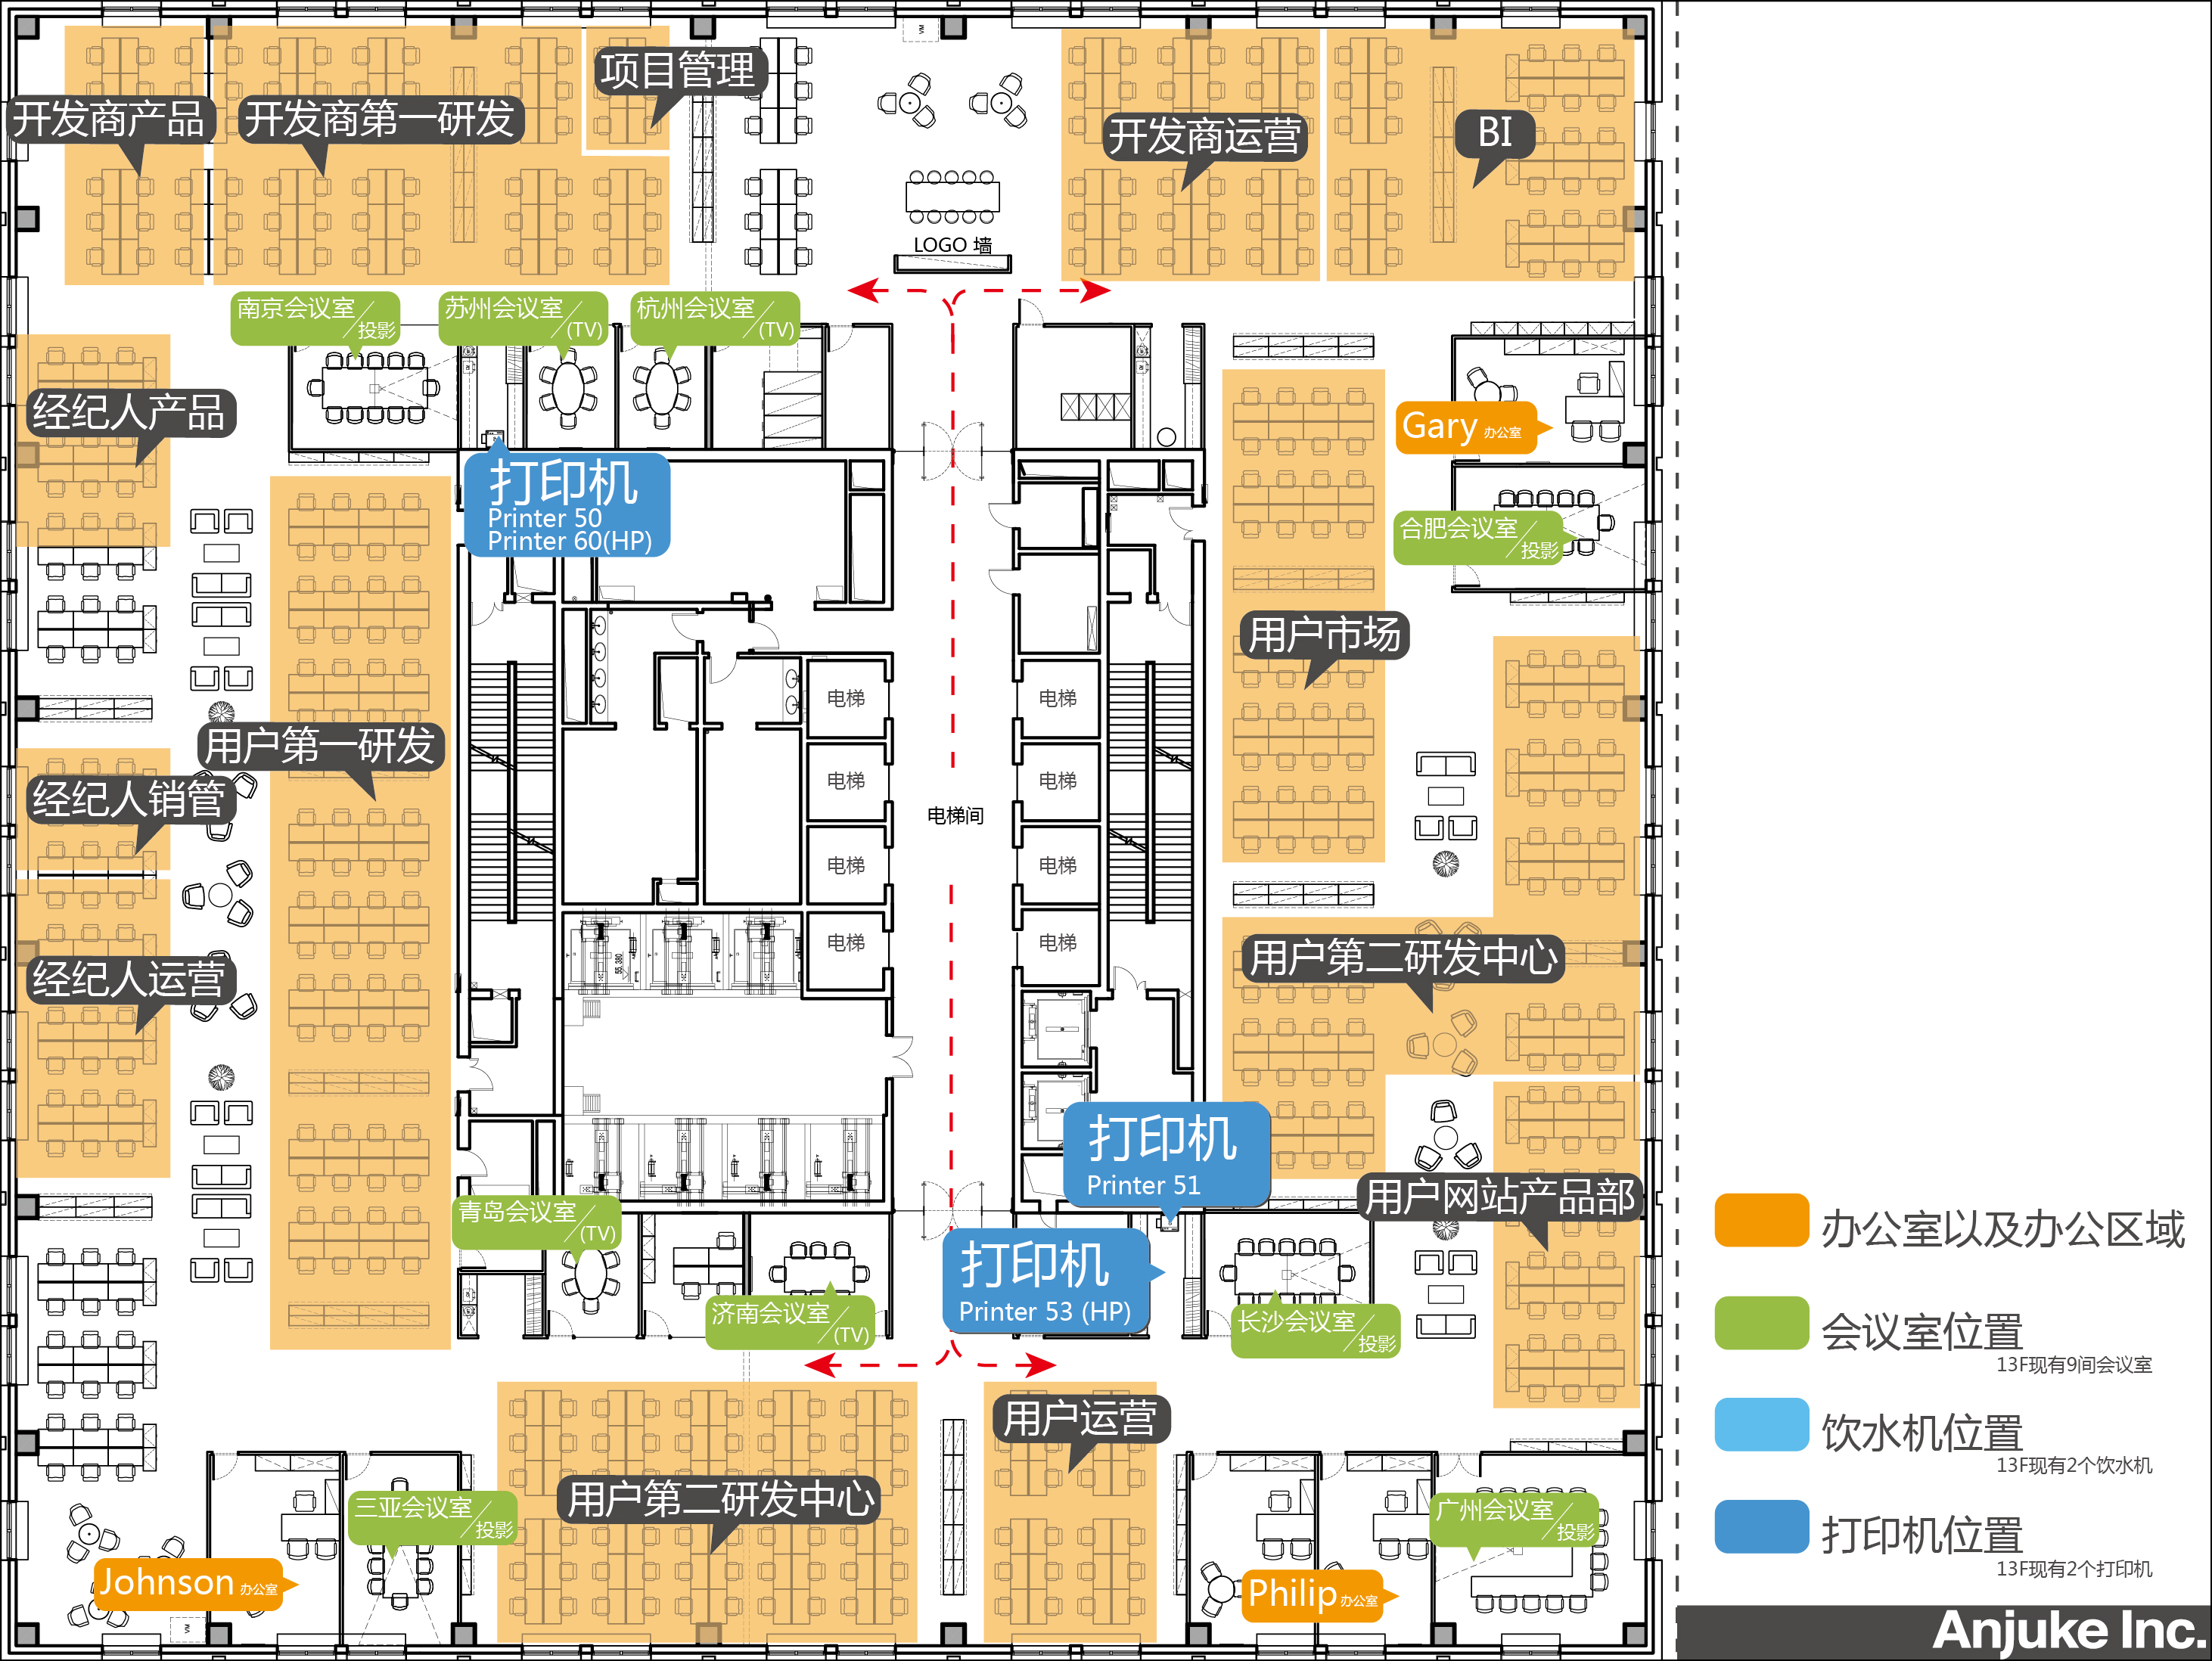 VM
项目管理
开发商产品
开发商第一研发
开发商运营
BI
LOGO 墙
南京会议室
投影
苏州会议室
(TV)
杭州会议室
(TV)
经纪人产品
Gary 办公室
打印机
Printer 50
Printer 60(HP)
合肥会议室
投影
用户市场
电梯
电梯
用户第一研发
经纪人销管
电梯
电梯
电梯间
电梯
电梯
经纪人运营
电梯
电梯
55.380
用户第二研发中心
打印机
Printer 51
用户网站产品部
青岛会议室
(TV)
打印机
Printer 53 (HP)
济南会议室
(TV)
长沙会议室
投影
用户运营
用户第二研发中心
三亚会议室
投影
广州会议室
投影
Johnson 办公室
Philip 办公室
VM
办公室以及办公区域
会议室位置
13F现有9间会议室
饮水机位置
13F现有2个饮水机
打印机位置
13F现有2个打印机
Anjuke Inc.